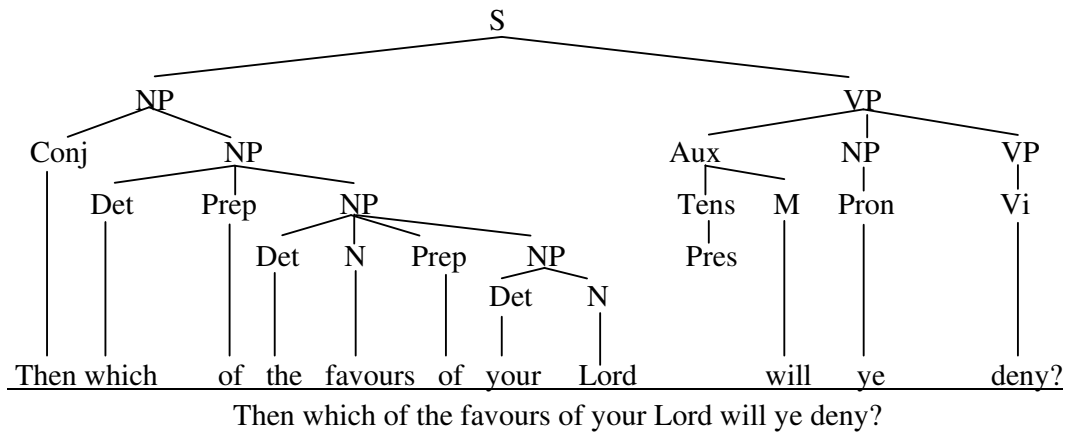 S
NP VP
Conj NP Aux NP VP
Det Prep NP Tens M Pron Vi
Det N Prep NP Pres
Det N
Then which of the favours of your Lord will ye deny?
Then which of the favours of your Lord will ye deny?